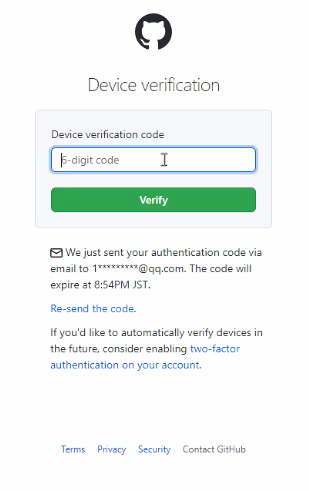 Device verification
Device verification code
6-digit code
Verify
We just sent your authentication code via
email to 1*********@qq.com. The code will
expire at 8:54PM JST.
Re-send the code.
If you'd like to automatically verify devices in
the future, consider enabling two-factor
authentication on your account.
Terms Privacy Security Contact GitHub